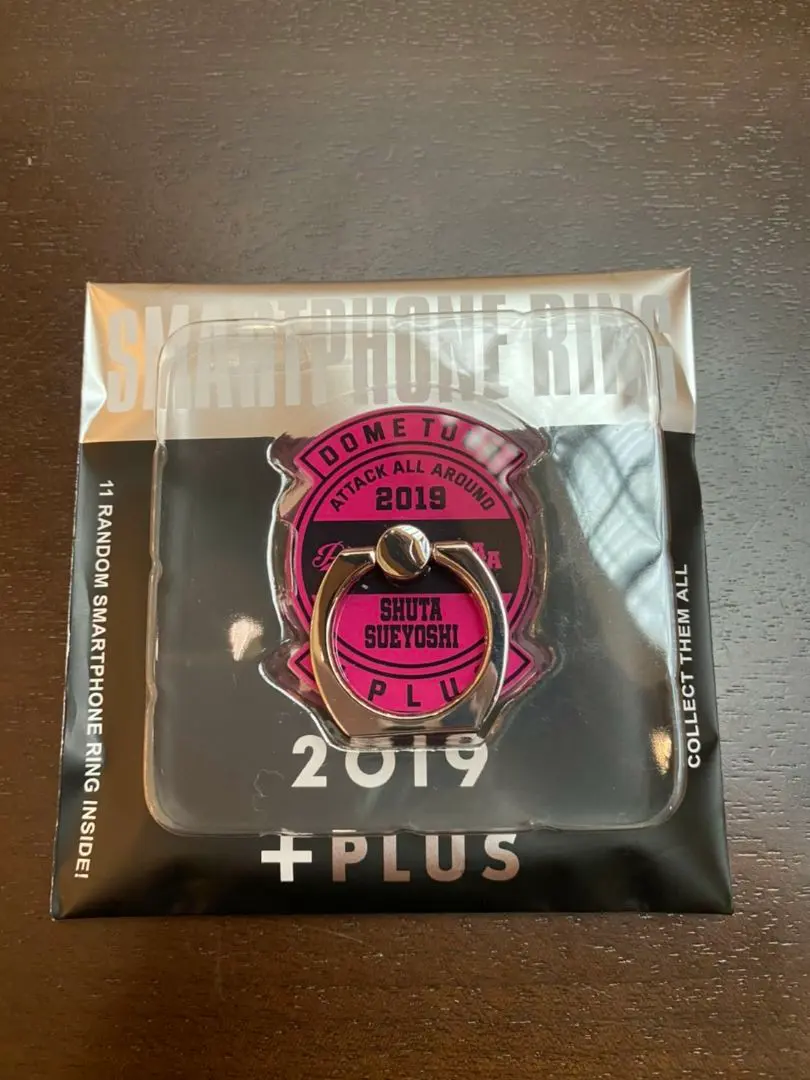 SMARTPHONE RING
DOME TO
ATTACK ALL AROUND
2019
SHUTA
SUEYOSHI
PLU
2019
+PLUS
11 RANDOM SMARTPHONE RING INSIDE!
COLLECT THEM ALL